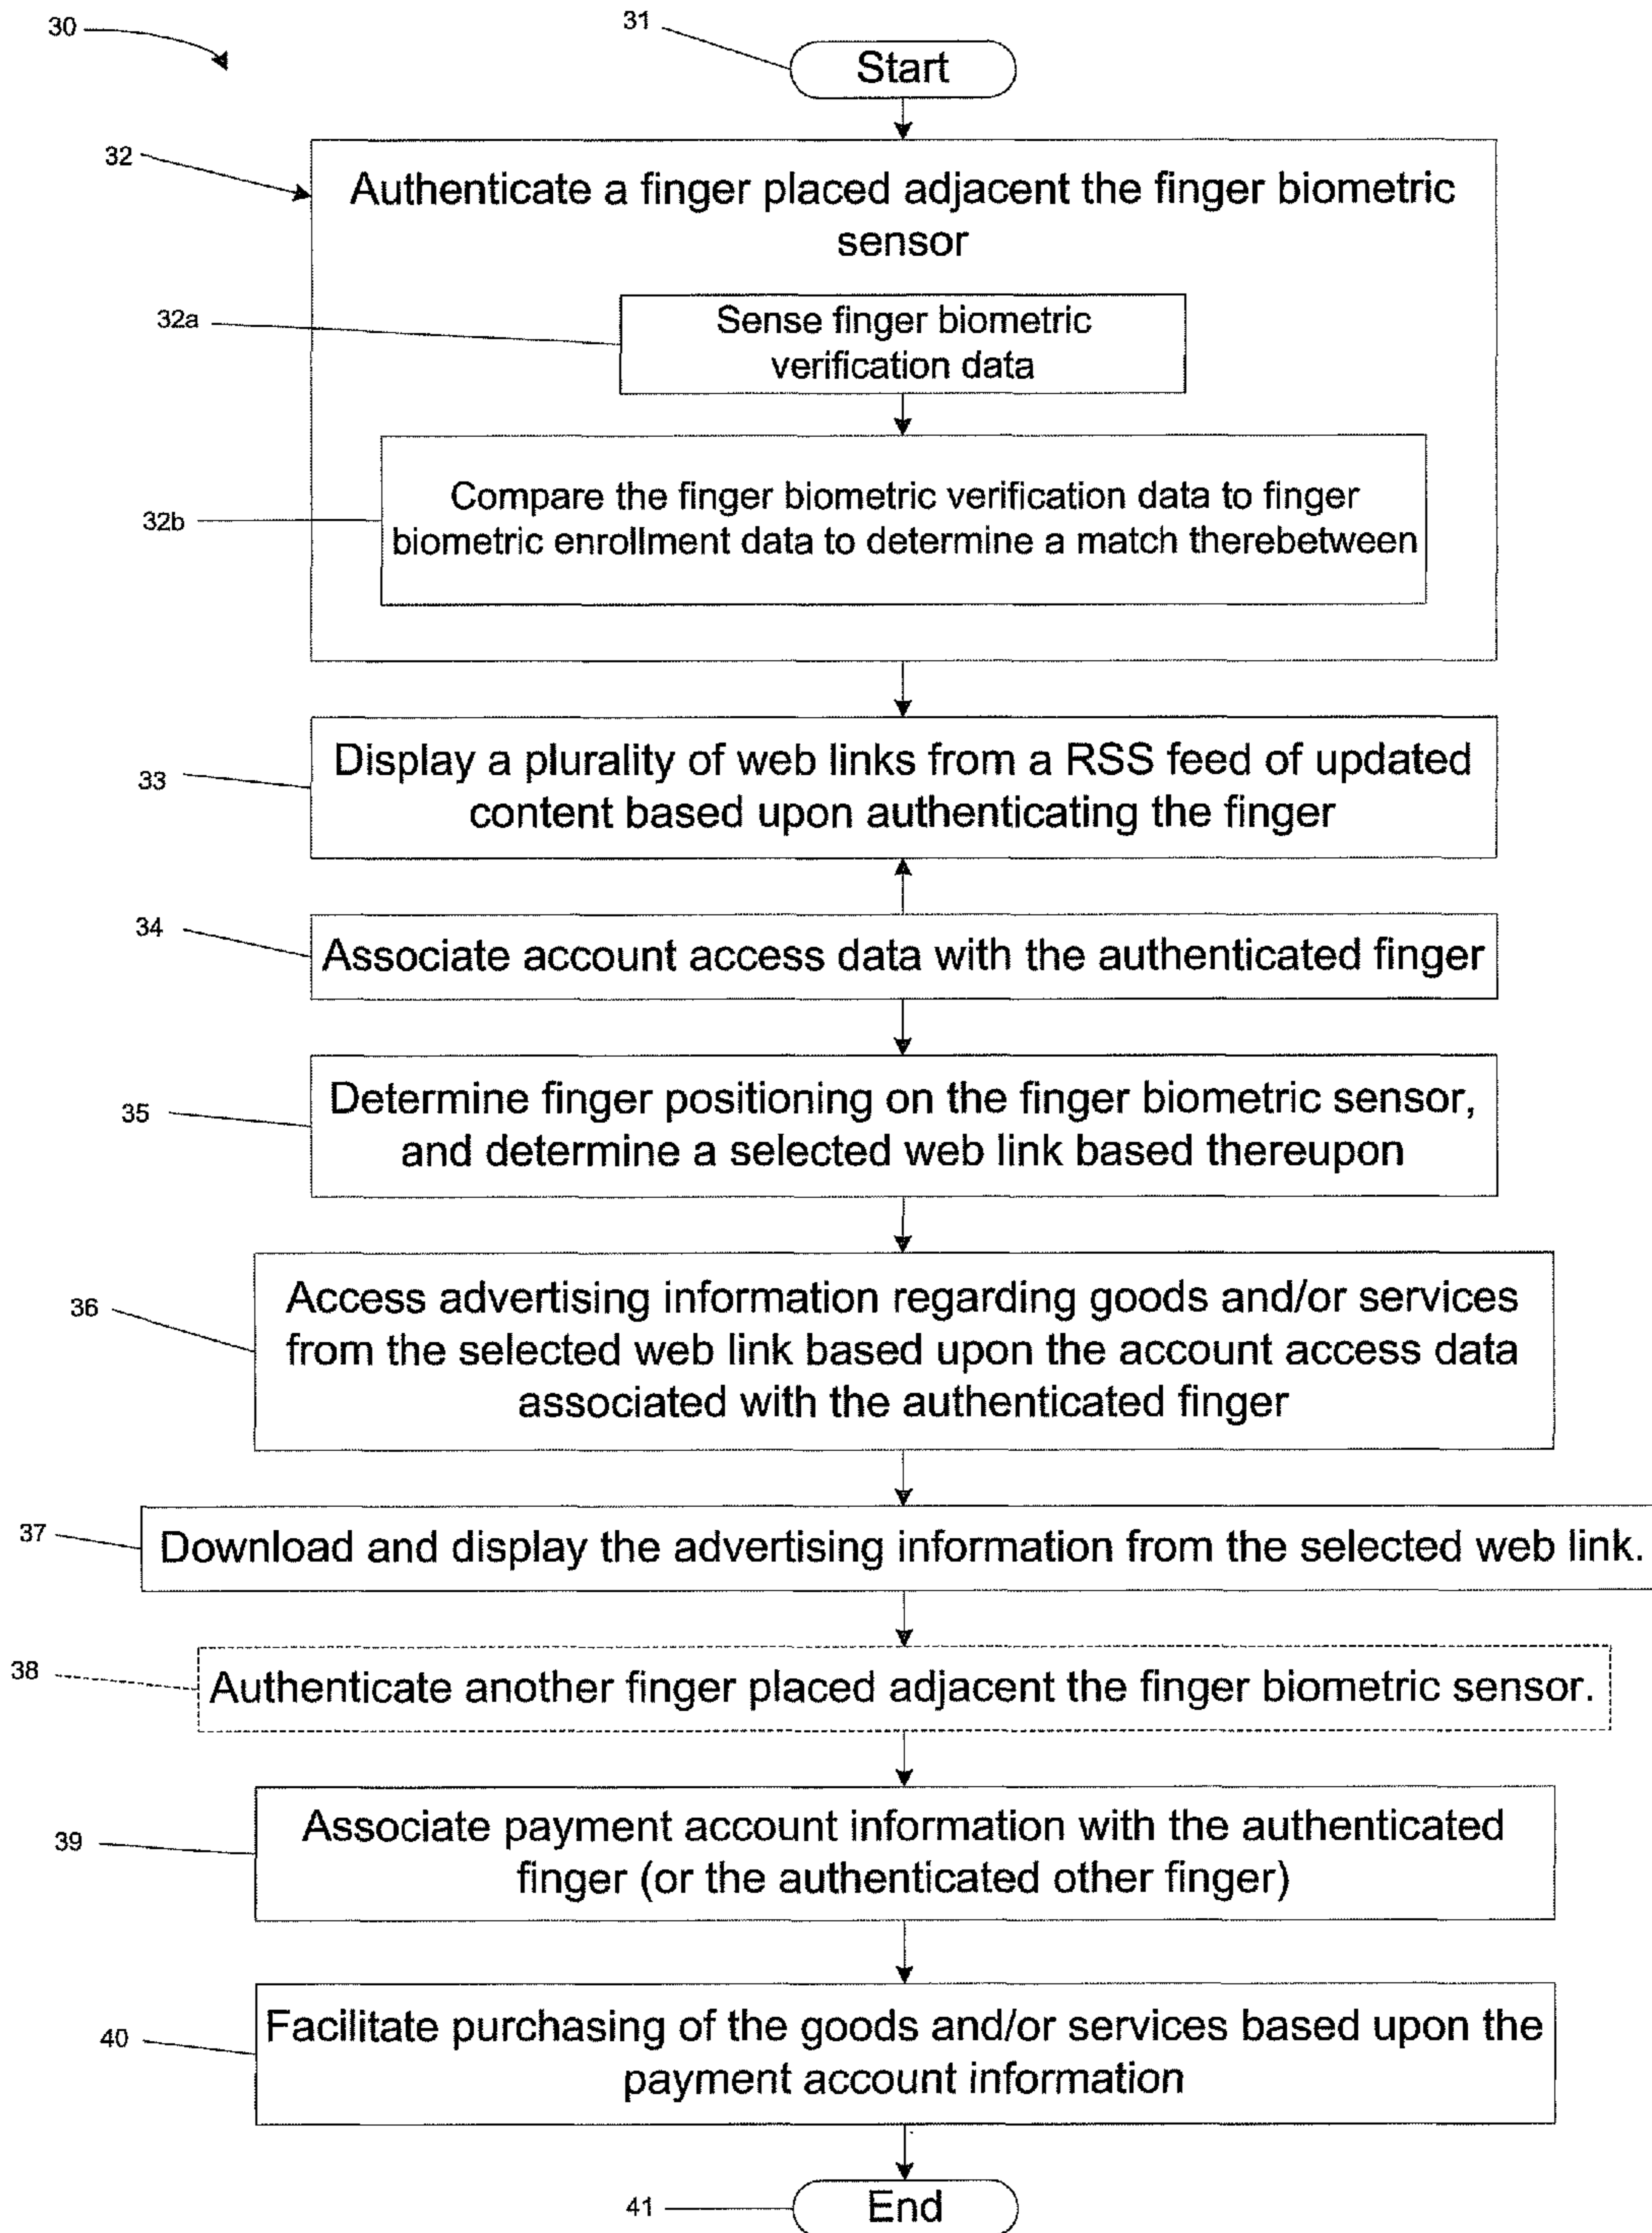 30
31
Start
32
Authenticate a finger placed adjacent the finger biometric
sensor
32a
Sense finger biometric
verification data
32b
Compare the finger biometric verification data to finger
biometric enrollment data to determine a match therebetween
33
Display a plurality of web links from a RSS feed of updated
content based upon authenticating the finger
34
Associate account access data with the authenticated finger
35
Determine finger positioning on the finger biometric sensor,
and determine a selected web link based thereupon
36
Access advertising information regarding goods and/or services
from the selected web link based upon the account access data
associated with the authenticated finger
37
Download and display the advertising information from the selected web link.
38
Authenticate another finger placed adjacent the finger biometric sensor.
39
Associate payment account information with the authenticated
finger (or the authenticated other finger)
40
Facilitate purchasing of the goods and/or services based upon the
payment account information
41
End